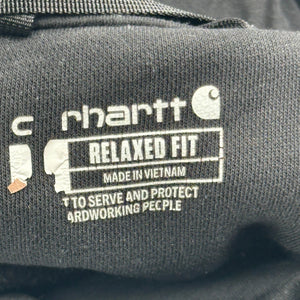 c rhartt
RELAXED FIT
MADE IN VIETNAM
T TO SERVE AND PROTECT
ARDWORKING PEOPLE